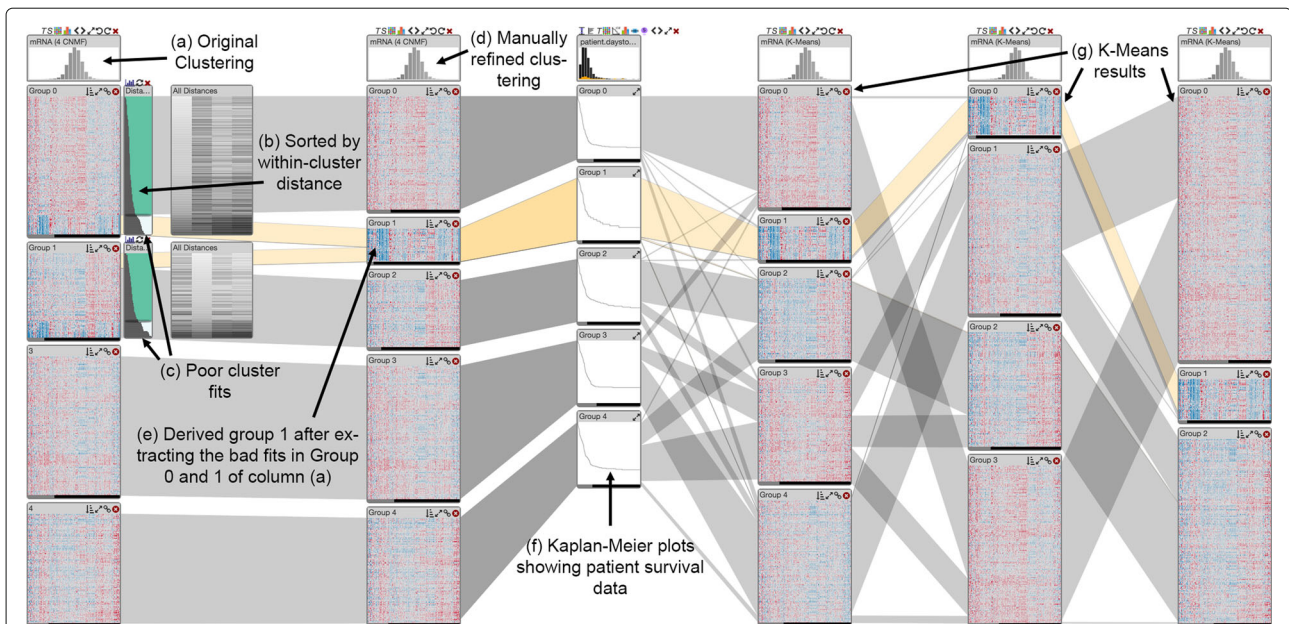 TS
TS
TS
TS
TS
mRNA (4 CNMF)
(a) Original
Clustering
mRNA (4 CNMF)
(d) Manually
refined clus-
tering
patient.daysto...
mRNA (K-Means)
mRNA (K-Means)
mRNA (K-Means)
(g) K-Means
results
Group 0
Dista...
All Distances
(b) Sorted by
within-cluster
distance
Group 1
Dista...
All Distances
(c) Poor cluster
fits
3
(e) Derived group 1 after ex-
tracting the bad fits in Group
0 and 1 of column (a)
4
Group 0
Group 1
Group 2
Group 3
Group 4
Group 0
Group 1
Group 2
Group 3
Group 4
(f) Kaplan-Meier plots
showing patient survival
data
Group 0
Group 1
Group 2
Group 3
Group 4
Group 0
Group 1
Group 2
Group 3
Group 0
Group 1
Group 2